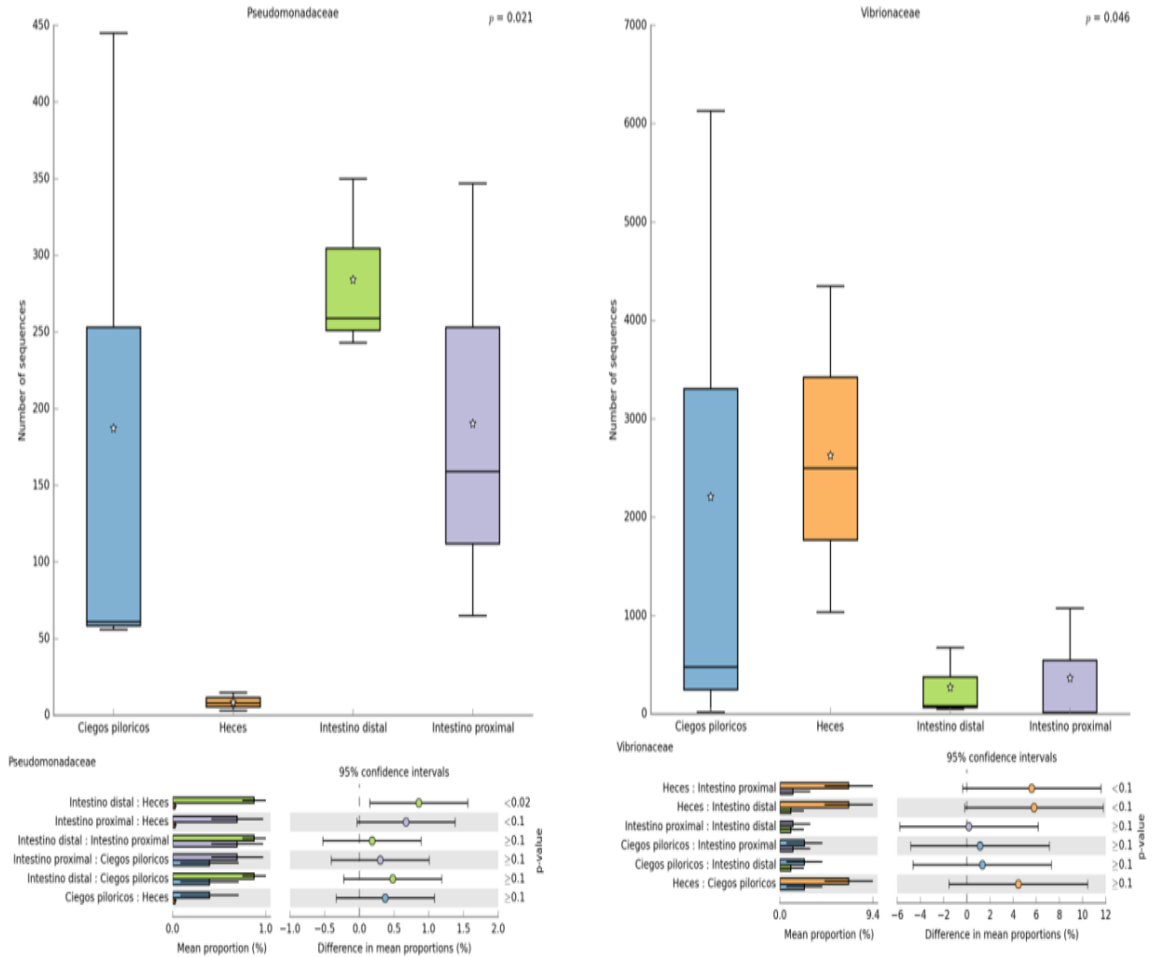 Pseudomonadaceae
p = 0.021
450
400
350
300
250
200
150
100
50
0
Number of sequences
Ciegos piloricos Heces Intestino distal Intestino proximal
Vibrionaceae
p = 0.046
7000
6000
5000
4000
3000
2000
1000
0
Number of sequences
Ciegos piloricos Heces Intestino distal Intestino proximal
Pseudomonadaceae
95% confidence intervals
Intestino distal : Heces <0.02
Intestino proximal : Heces <0.1
Intestino distal : Intestino proximal ≥0.1
Intestino proximal : Ciegos piloricos ≥0.1
Intestino distal : Ciegos piloricos ≥0.1
Ciegos piloricos : Heces ≥0.1
p-value
0.0 1.0 −1.0 −0.5 0.0 0.5 1.0 1.5 2.0
Mean proportion (%) Difference in mean proportions (%)
Vibrionaceae
95% confidence intervals
Heces : Intestino proximal <0.1
Heces : Intestino distal <0.1
Intestino proximal : Intestino distal ≥0.1
Ciegos piloricos : Intestino proximal ≥0.1
Ciegos piloricos : Intestino distal ≥0.1
Heces : Ciegos piloricos ≥0.1
p-value
0.0 9.4 −6 −4 −2 0 2 4 6 8 10 12
Mean proportion (%) Difference in mean proportions (%)